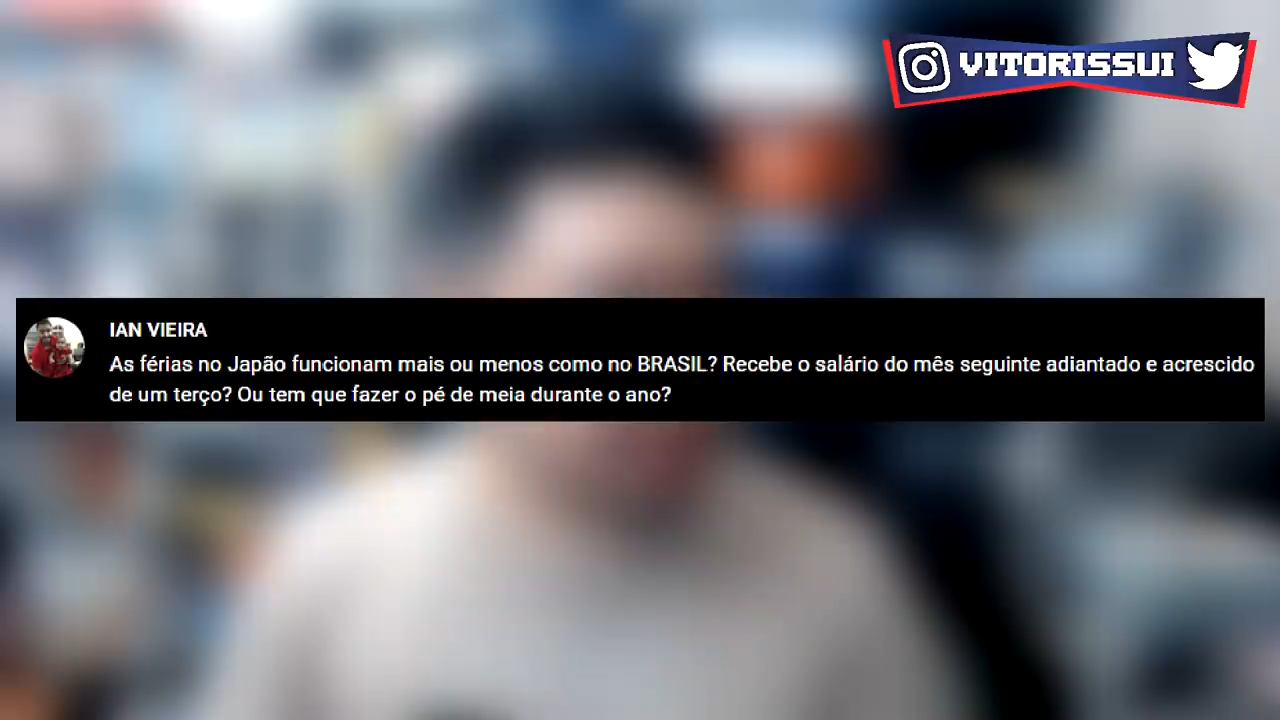 VITORISSUI
IAN VIEIRA
As férias no Japão funcionam mais ou menos como no BRASIL? Recebe o salário do mês seguinte adiantado e acrescido
de um terço? Ou tem que fazer o pé de meia durante o ano?